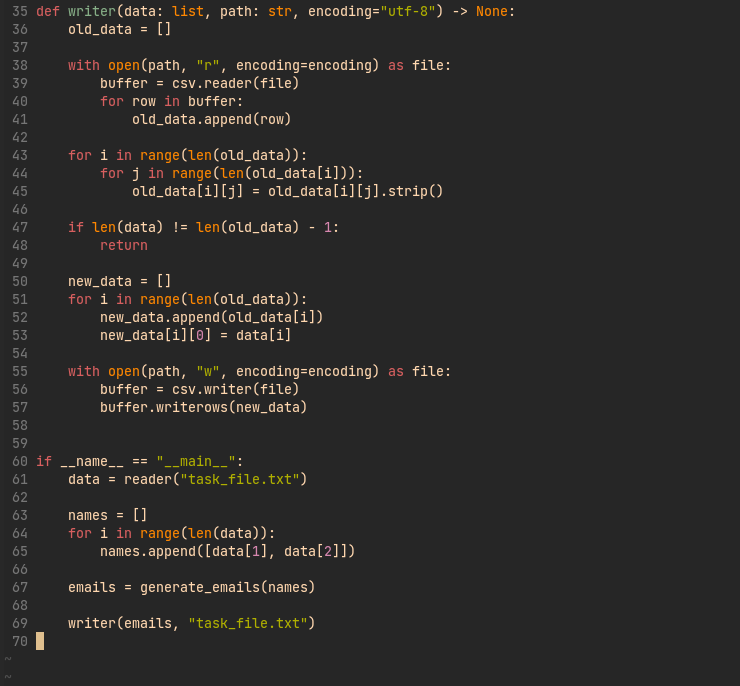 35 def writer(data: list, path: str, encoding="utf-8") -> None:
36     old_data = []
37
38     with open(path, "r", encoding=encoding) as file:
39         buffer = csv.reader(file)
40         for row in buffer:
41             old_data.append(row)
42
43     for i in range(len(old_data)):
44         for j in range(len(old_data[i])):
45             old_data[i][j] = old_data[i][j].strip()
46
47     if len(data) != len(old_data) - 1:
48         return
49
50     new_data = []
51     for i in range(len(old_data)):
52         new_data.append(old_data[i])
53         new_data[i][0] = data[i]
54
55     with open(path, "w", encoding=encoding) as file:
56         buffer = csv.writer(file)
57         buffer.writerows(new_data)
58
59
60 if __name__ == "__main__":
61     data = reader("task_file.txt")
62
63     names = []
64     for i in range(len(data)):
65         names.append([data[1], data[2]])
66
67     emails = generate_emails(names)
68
69     writer(emails, "task_file.txt")
70
~
~